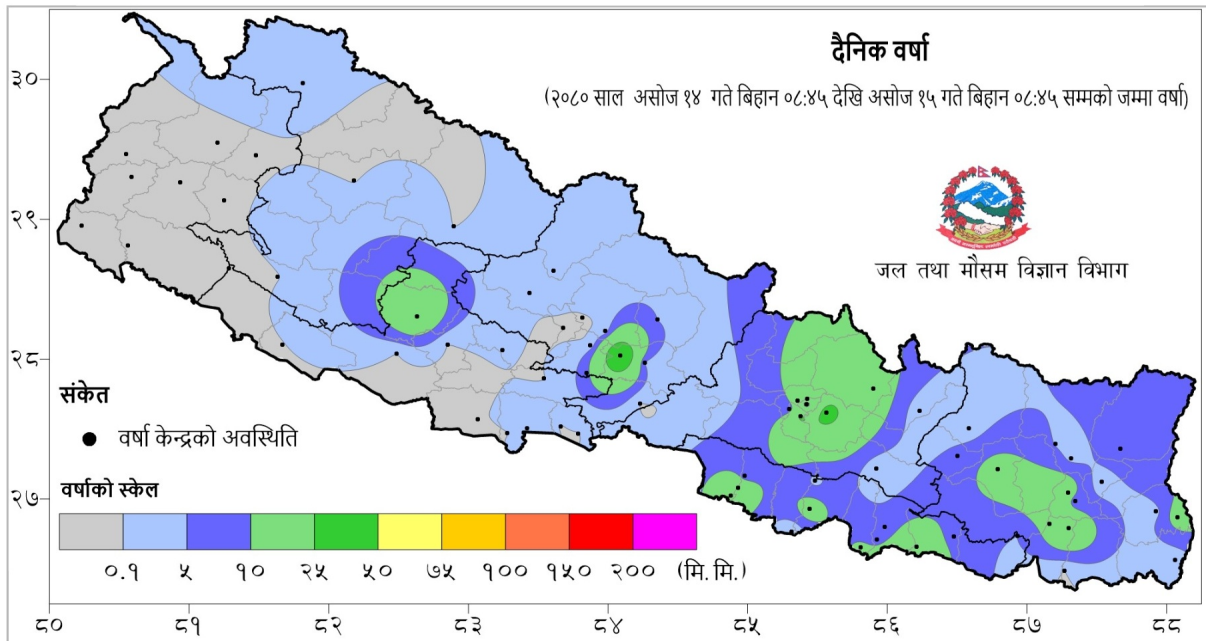 दैनिक वर्षा
(२०८० साल असोज १४ गते बिहान ०८:४५ देखि असोज १५ गते बिहान ०८:४५ सम्मको जम्मा वर्षा)
जल तथा मौसम विज्ञान विभाग
३०
२९
२८
२७
संकेत
वर्षा केन्द्रको अवस्थिति
वर्षाको स्केल
०.१ ५ १० २५ ५० ७५ १०० १५० २०० (मि.मि.)
८० ८१ ८२ ८३ ८४ ८५ ८६ ८७ ८८